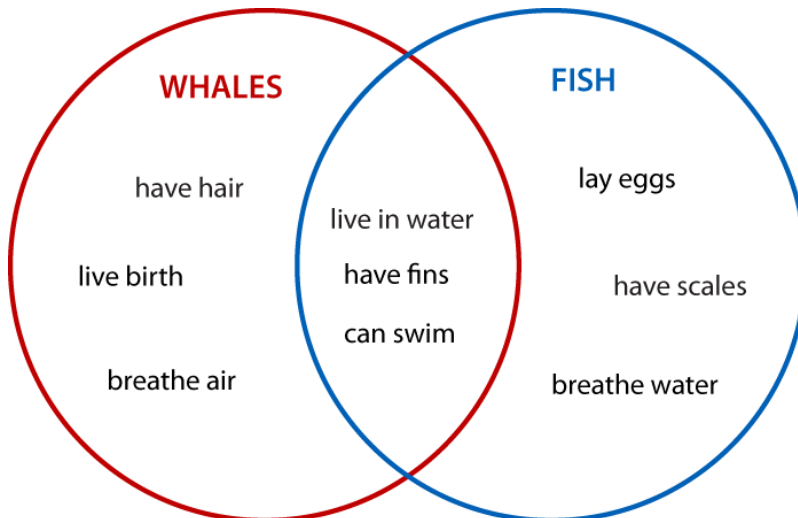 WHALES
have hair
live birth
breathe air
live in water
have fins
can swim
FISH
lay eggs
have scales
breathe water